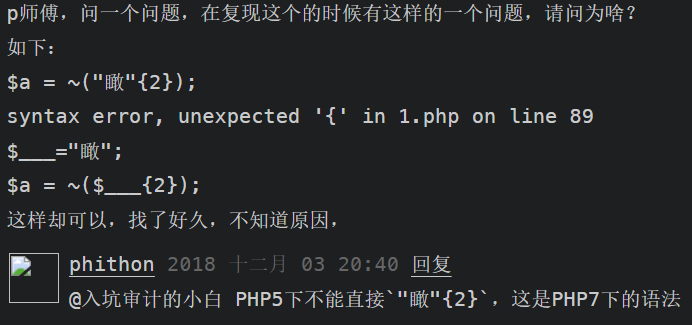 p师傅，问一个问题，在复现这个的时候有这样的一个问题，请问为啥？
如下：
$a = ~("瞰"{2});
syntax error, unexpected '{' in 1.php on line 89
$___="瞰";
$a = ~($___{2});
这样却可以，找了好久，不知道原因，
phithon 2018 十二月 03 20:40 回复
@入坑审计的小白 PHP5下不能直接`"瞰"{2}`，这是PHP7下的语法